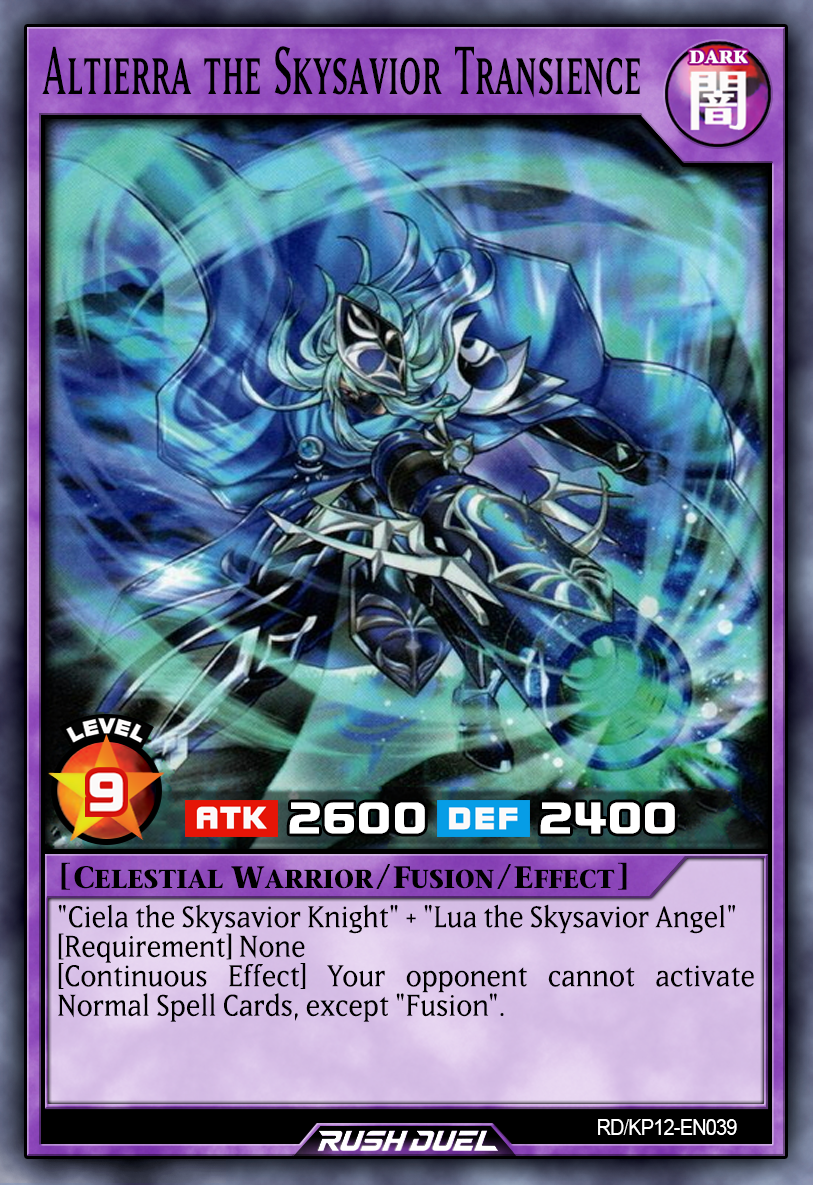 Altierra the Skysavior Transience
DARK
闇
LEVEL
9
ATK 2600 DEF 2400
[Celestial Warrior/Fusion/Effect]
"Ciela the Skysavior Knight" + "Lua the Skysavior Angel"
[Requirement] None
[Continuous Effect] Your opponent cannot activate
Normal Spell Cards, except "Fusion".
RD/KP12-EN039
RUSH DUEL